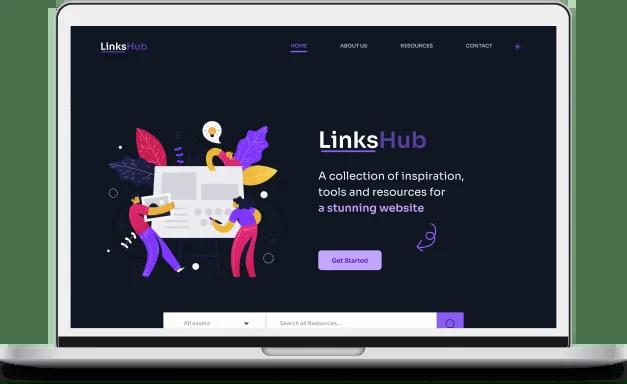 LinksHub
HOME ABOUT US RESOURCES CONTACT
LinksHub
A collection of inspiration,
tools and resources for
a stunning website
Get Started
All assets Search all Resources...